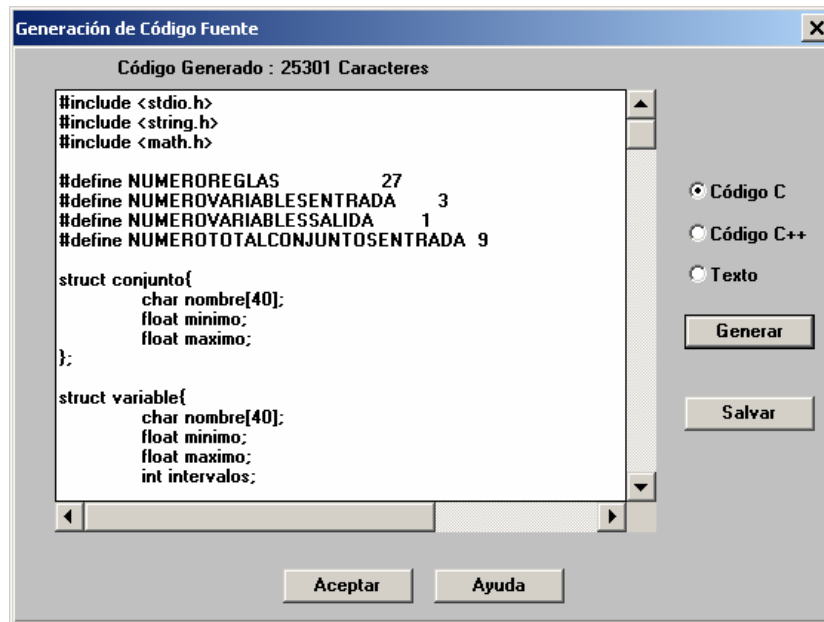 Generación de Código Fuente
Código Generado : 25301 Caracteres
#include <stdio.h>
#include <string.h>
#include <math.h>
#define NUMEROREGLAS 27
#define NUMEROVARIABLESENTRADA 3
#define NUMEROVARIABLESSALIDA 1
#define NUMEROTOTALCONJUNTOSENTRADA 9
struct conjunto{
char nombre[40];
float minimo;
float maximo;
};
struct variable{
char nombre[40];
float minimo;
float maximo;
int intervalos;
Código C
Código C++
Texto
Generar
Salvar
Aceptar
Ayuda